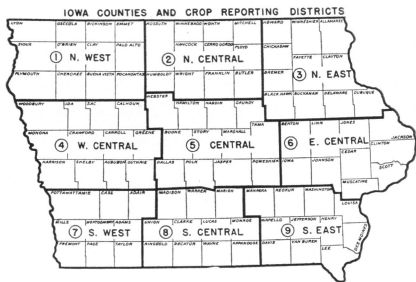 IOWA COUNTIES AND CROP REPORTING DISTRICTS
LYON OSCEOLA DICKINSON EMMET KOSSUTH WINNEBAGO WORTH MITCHELL HOWARD WINNESHIEK ALLAMAKEE
SIOUX O'BRIEN CLAY PALO ALTO HANCOCK CERRO GORDO FLOYD CHICKASAW
① N. WEST ② N. CENTRAL ③ N. EAST
FAYETTE CLAYTON
PLYMOUTH CHEROKEE BUENA VISTA POCAHONTAS HUMBOLDT WRIGHT FRANKLIN BUTLER BREMER
WEBSTER BLACK HAWK BUCHANAN DELAWARE DUBUQUE
WOODBURY IDA SAC CALHOUN HAMILTON HARDIN GRUNDY
TAMA BENTON LINN JONES
MONONA CRAWFORD CARROLL GREENE BOONE STORY MARSHALL JACKSON
④ W. CENTRAL ⑤ CENTRAL ⑥ E. CENTRAL
CEDAR CLINTON
HARRISON SHELBY AUDUBON GUTHRIE DALLAS POLK JASPER POWESHIEK IOWA JOHNSON SCOTT
MUSCATINE
POTTAWATTAMIE CASS ADAIR MADISON WARREN MARION MAHASKA KEOKUK WASHINGTON
LOUISA
MILLS MONTGOMERY ADAMS UNION CLARKE LUCAS MONROE WAPELLO JEFFERSON HENRY
⑦ S. WEST ⑧ S. CENTRAL ⑨ S. EAST
DES MOINES
FREMONT PAGE TAYLOR RINGGOLD DECATUR WAYNE APPANOOSE DAVIS VAN BUREN LEE